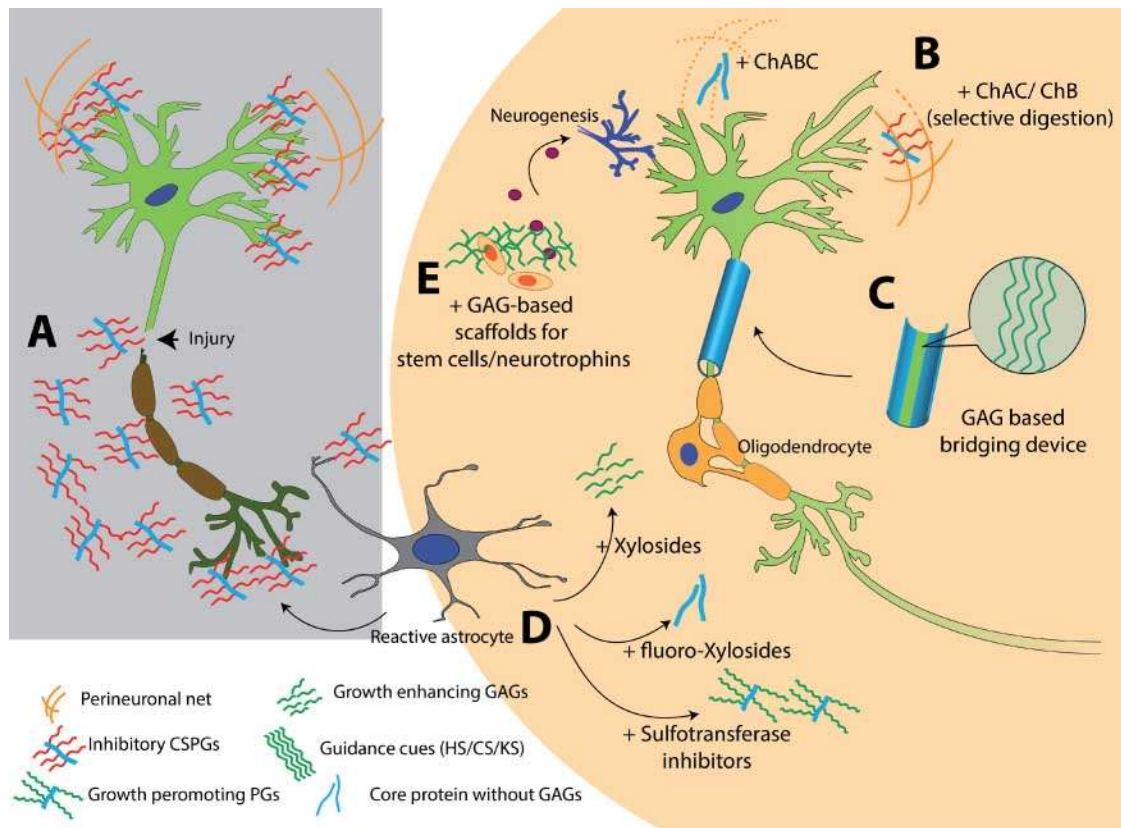 A
Injury
Neurogenesis
+ ChABC
B
+ ChAC/ ChB
(selective digestion)
E
+ GAG-based
scaffolds for
stem cells/neurotrophins
C
GAG based
bridging device
Oligodendrocyte
+ Xylosides
Reactive astrocyte
D
+ fluoro-Xylosides
+ Sulfotransferase
inhibitors
Perineuronal net
Inhibitory CSPGs
Growth peromoting PGs
Growth enhancing GAGs
Guidance cues (HS/CS/KS)
Core protein without GAGs